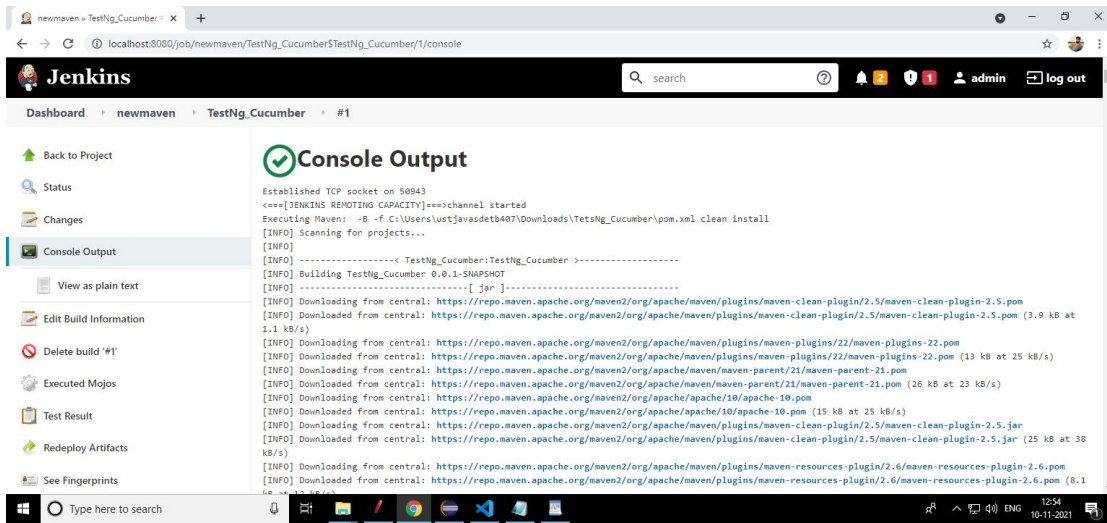 newmaven » TestNg_Cucumber
localhost:8080/job/newmaven/TestNg_Cucumber$TestNg_Cucumber/1/console
Jenkins
search
2
1
admin
log out
Dashboard
newmaven
TestNg_Cucumber
#1
Back to Project
Status
Changes
Console Output
View as plain text
Edit Build Information
Delete build '#1'
Executed Mojos
Test Result
Redeploy Artifacts
See Fingerprints
Console Output
Established TCP socket on 50943
<===[JENKINS REMOTING CAPACITY]===>channel started
Executing Maven:  -B -f C:\Users\ustjavasdetb407\Downloads\TetsNg_Cucumber\pom.xml clean install
[INFO] Scanning for projects...
[INFO]
[INFO] ------------------< TestNg_Cucumber:TestNg_Cucumber >-------------------
[INFO] Building TestNg_Cucumber 0.0.1-SNAPSHOT
[INFO] --------------------------------[ jar ]---------------------------------
[INFO] Downloading from central: https://repo.maven.apache.org/maven2/org/apache/maven/plugins/maven-clean-plugin/2.5/maven-clean-plugin-2.5.pom
[INFO] Downloaded from central: https://repo.maven.apache.org/maven2/org/apache/maven/plugins/maven-clean-plugin/2.5/maven-clean-plugin-2.5.pom (3.9 kB at
1.1 kB/s)
[INFO] Downloading from central: https://repo.maven.apache.org/maven2/org/apache/maven/plugins/maven-plugins/22/maven-plugins-22.pom
[INFO] Downloaded from central: https://repo.maven.apache.org/maven2/org/apache/maven/plugins/maven-plugins/22/maven-plugins-22.pom (13 kB at 25 kB/s)
[INFO] Downloading from central: https://repo.maven.apache.org/maven2/org/apache/maven/maven-parent/21/maven-parent-21.pom
[INFO] Downloaded from central: https://repo.maven.apache.org/maven2/org/apache/maven/maven-parent/21/maven-parent-21.pom (26 kB at 23 kB/s)
[INFO] Downloading from central: https://repo.maven.apache.org/maven2/org/apache/apache/10/apache-10.pom
[INFO] Downloaded from central: https://repo.maven.apache.org/maven2/org/apache/apache/10/apache-10.pom (15 kB at 25 kB/s)
[INFO] Downloading from central: https://repo.maven.apache.org/maven2/org/apache/maven/plugins/maven-clean-plugin/2.5/maven-clean-plugin-2.5.jar
[INFO] Downloaded from central: https://repo.maven.apache.org/maven2/org/apache/maven/plugins/maven-clean-plugin/2.5/maven-clean-plugin-2.5.jar (25 kB at 38
kB/s)
[INFO] Downloading from central: https://repo.maven.apache.org/maven2/org/apache/maven/plugins/maven-resources-plugin/2.6/maven-resources-plugin-2.6.pom
[INFO] Downloaded from central: https://repo.maven.apache.org/maven2/org/apache/maven/plugins/maven-resources-plugin/2.6/maven-resources-plugin-2.6.pom (8.1
kB at 12 kB/s)
Type here to search
ENG
12:54
10-11-2021